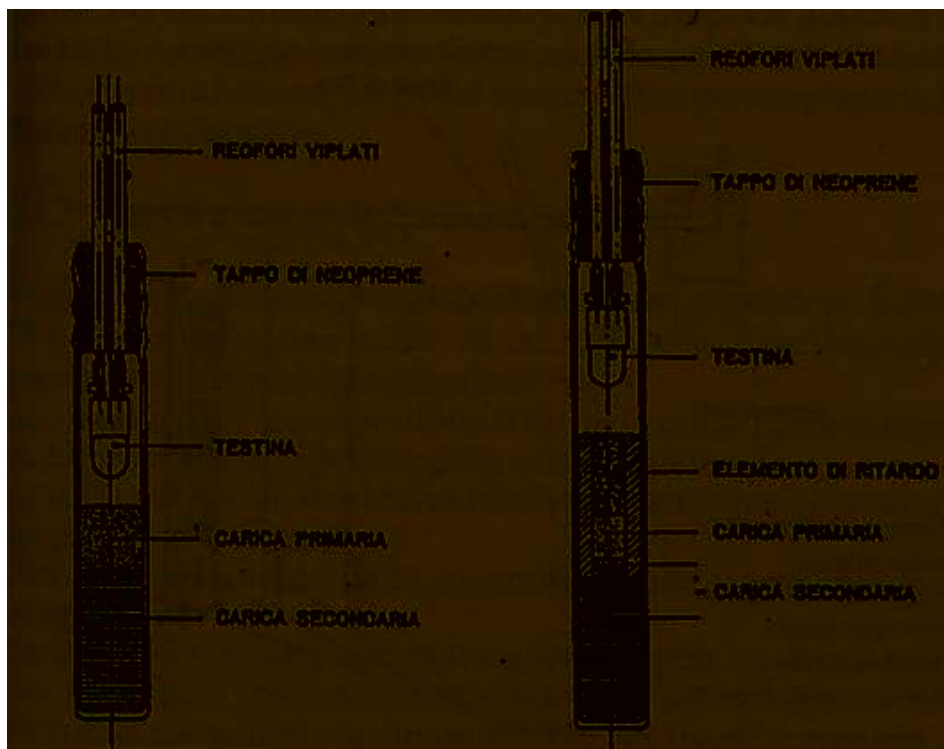 REOFORI VIPLATI
TAPPO DI NEOPRENE
TESTINA
CARICA PRIMARIA
CARICA SECONDARIA
REOFORI VIPLATI
TAPPO DI NEOPRENE
TESTINA
ELEMENTO DI RITARDO
CARICA PRIMARIA
CARICA SECONDARIA